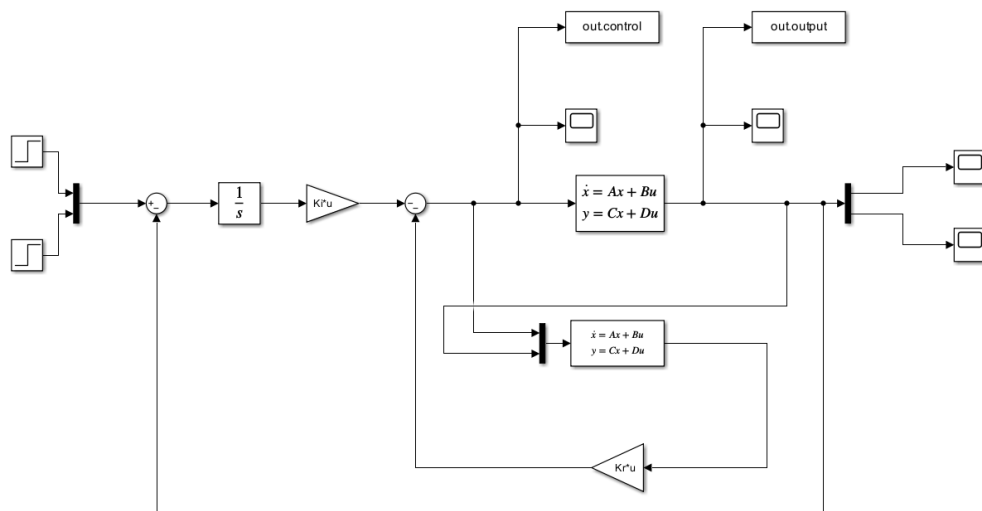 out.control
out.output
1
s
Ki*u
ẋ = Ax + Bu
y = Cx + Du
ẋ = Ax + Bu
y = Cx + Du
Kr*u